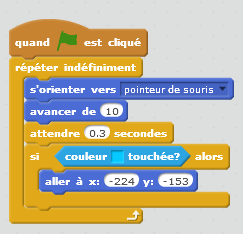 quand est cliqué
répéter indéfiniment
s'orienter vers pointeur de souris
avancer de 10
attendre 0.3 secondes
si couleur touchée? alors
aller à x: -224 y: -153